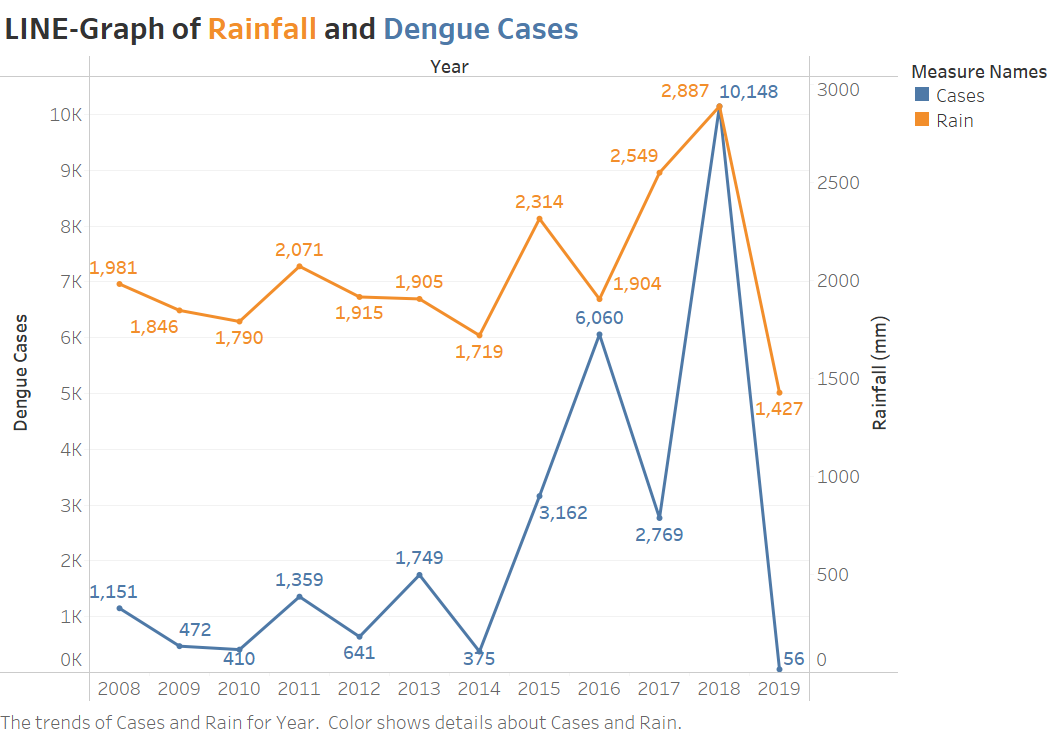 LINE-Graph of Rainfall and Dengue Cases
Year
Measure Names
Cases
Rain
Dengue Cases
10K
9K
8K
7K
6K
5K
4K
3K
2K
1K
0K
1,981
1,846
1,790
2,071
1,915
1,905
1,719
2,314
1,904
2,549
2,887
1,427
1,151
472
410
1,359
641
1,749
375
3,162
6,060
2,769
10,148
56
3000
2500
2000
1500
1000
500
0
Rainfall (mm)
2008 2009 2010 2011 2012 2013 2014 2015 2016 2017 2018 2019
The trends of Cases and Rain for Year. Color shows details about Cases and Rain.